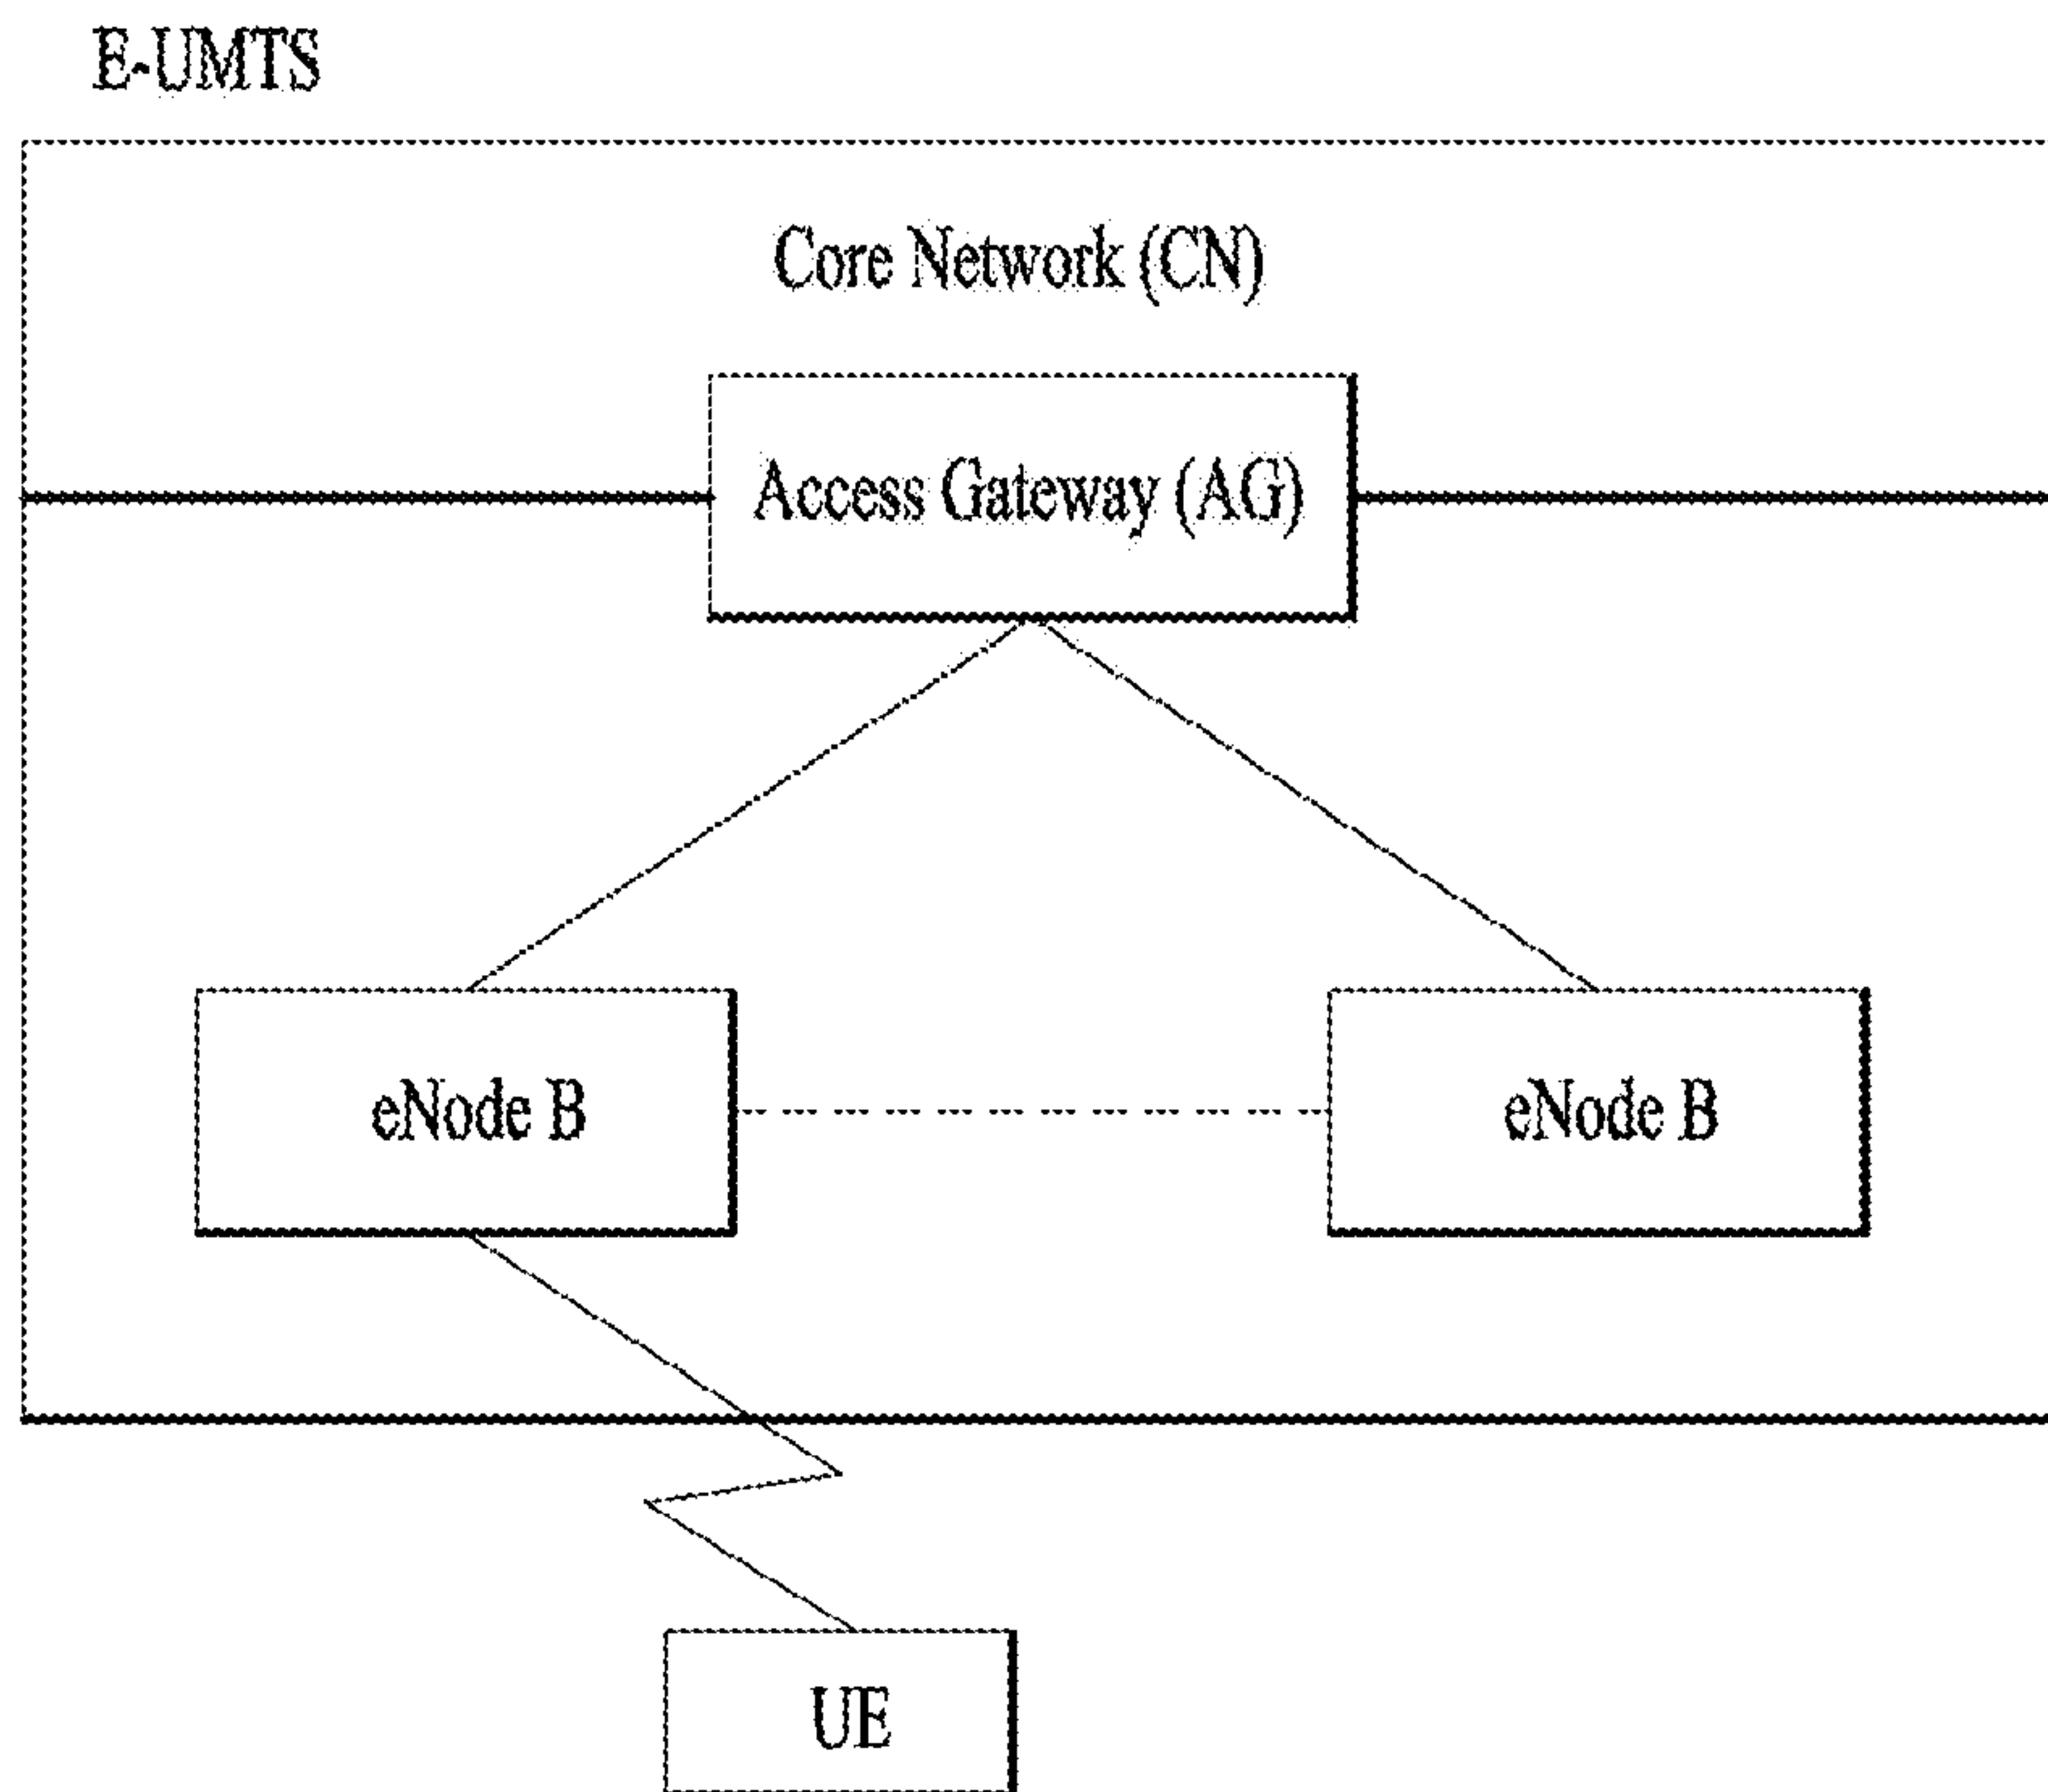 E-UMTS
Core Network (CN)
Access Gateway (AG)
eNode B
eNode B
UE